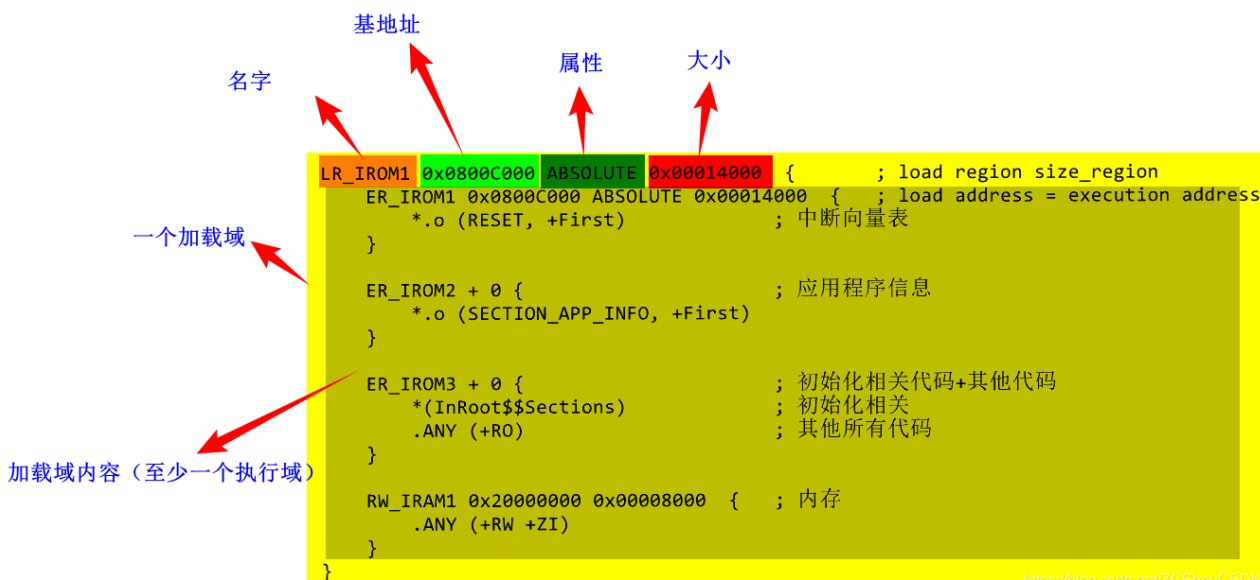 基地址
名字
属性
大小
LR_IROM1 0x0800C000 ABSOLUTE 0x00014000 { ; load region size_region
ER_IROM1 0x0800C000 ABSOLUTE 0x00014000 { ; load address = execution address
*.o (RESET, +First) ; 中断向量表
}
一个加载域
ER_IROM2 + 0 { ; 应用程序信息
*.o (SECTION_APP_INFO, +First)
}
ER_IROM3 + 0 { ; 初始化相关代码+其他代码
*(InRoot$$Sections) ; 初始化相关
.ANY (+RO) ; 其他所有代码
}
加载域内容（至少一个执行域）
RW_IRAM1 0x20000000 0x00008000 { ; 内存
.ANY (+RW +ZI)
}
}